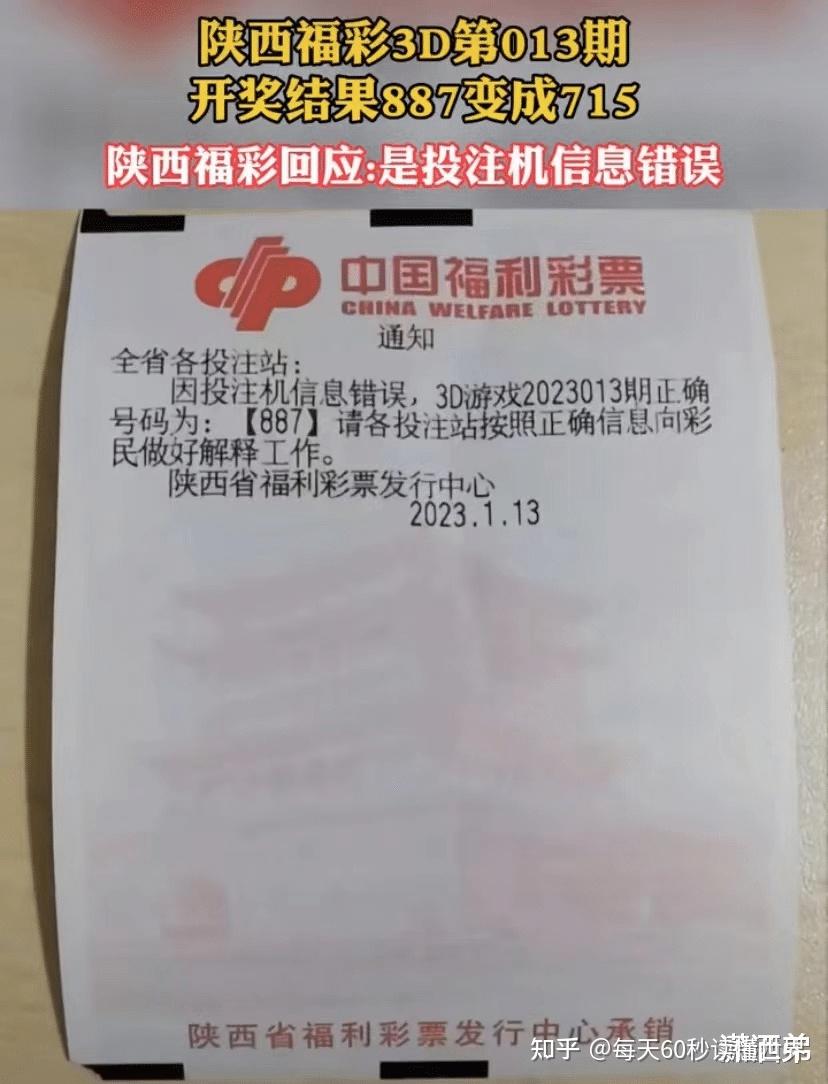 陕西福彩3D第013期
开奖结果887变成715
陕西福彩回应:是投注机信息错误
中国福利彩票
CHINA WELFARE LOTTERY
通知
全省各投注站：
因投注机信息错误，3D游戏2023013期正确
号码为：【887】请各投注站按照正确信息向彩
民做好解释工作。
陕西省福利彩票发行中心
2023.1.13
陕西省福利彩票发行中心承销
知乎 @每天60秒读懂
潇洒弟